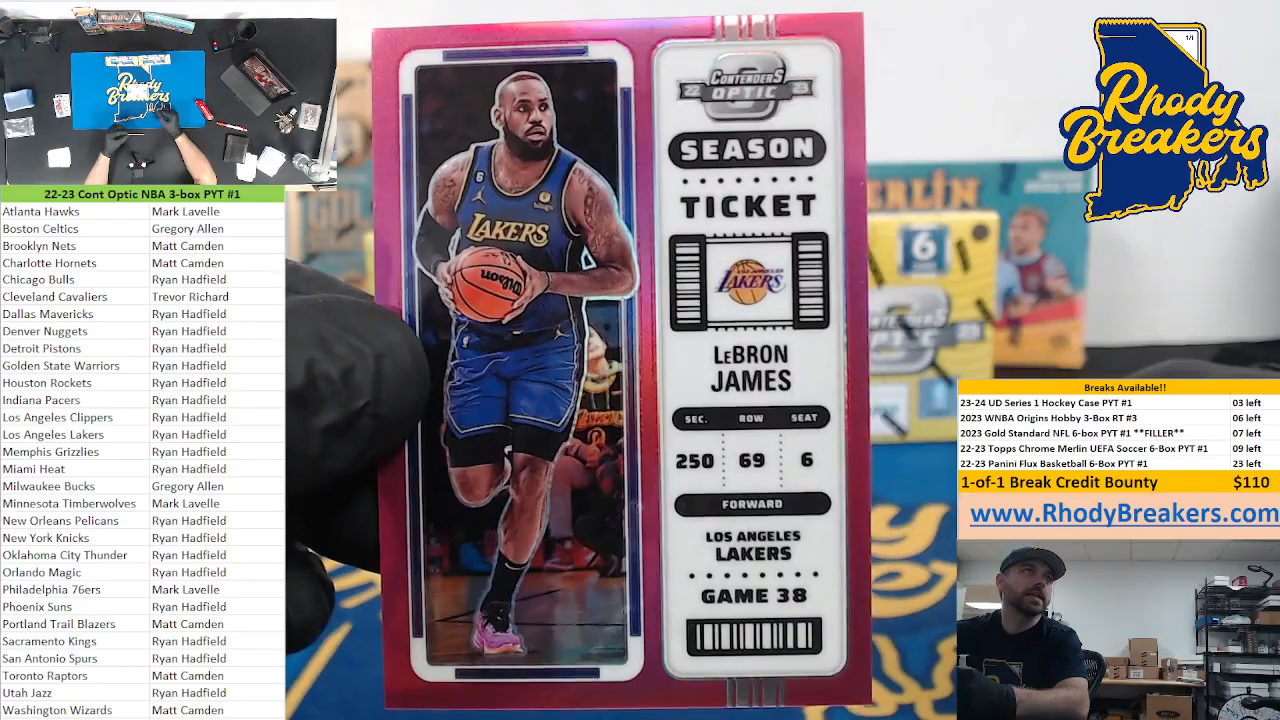 Rhody
Breakers
22-23 Cont Optic NBA 3-box PYT #1
Atlanta Hawks Mark Lavelle
Boston Celtics Gregory Allen
Brooklyn Nets Matt Camden
Charlotte Hornets Matt Camden
Chicago Bulls Ryan Hadfield
Cleveland Cavaliers Trevor Richard
Dallas Mavericks Ryan Hadfield
Denver Nuggets Ryan Hadfield
Detroit Pistons Ryan Hadfield
Golden State Warriors Ryan Hadfield
Houston Rockets Ryan Hadfield
Indiana Pacers Ryan Hadfield
Los Angeles Clippers Ryan Hadfield
Los Angeles Lakers Ryan Hadfield
Memphis Grizzlies Ryan Hadfield
Miami Heat Ryan Hadfield
Milwaukee Bucks Gregory Allen
Minnesota Timberwolves Mark Lavelle
New Orleans Pelicans Ryan Hadfield
New York Knicks Ryan Hadfield
Oklahoma City Thunder Ryan Hadfield
Orlando Magic Ryan Hadfield
Philadelphia 76ers Mark Lavelle
Phoenix Suns Ryan Hadfield
Portland Trail Blazers Matt Camden
Sacramento Kings Ryan Hadfield
San Antonio Spurs Ryan Hadfield
Toronto Raptors Matt Camden
Utah Jazz Ryan Hadfield
Washington Wizards Matt Camden
6
LAKERS
Wilson
22 CONTENDERS 23
OPTIC
SEASON
TICKET
LOS ANGELES
LAKERS
LeBRON
JAMES
SEC. ROW SEAT
250 69 6
FORWARD
LOS ANGELES
LAKERS
GAME 38
ERLIN
6
CONTENDERS
OPTIC 23
1/1
Rhody
Breakers
Breaks Available!!
23-24 UD Series 1 Hockey Case PYT #1 03 left
2023 WNBA Origins Hobby 3-Box RT #3 06 left
2023 Gold Standard NFL 6-box PYT #1 **FILLER** 07 left
22-23 Topps Chrome Merlin UEFA Soccer 6-Box PYT #1 09 left
22-23 Panini Flux Basketball 6-Box PYT #1 23 left
1-of-1 Break Credit Bounty $110
www.RhodyBreakers.com